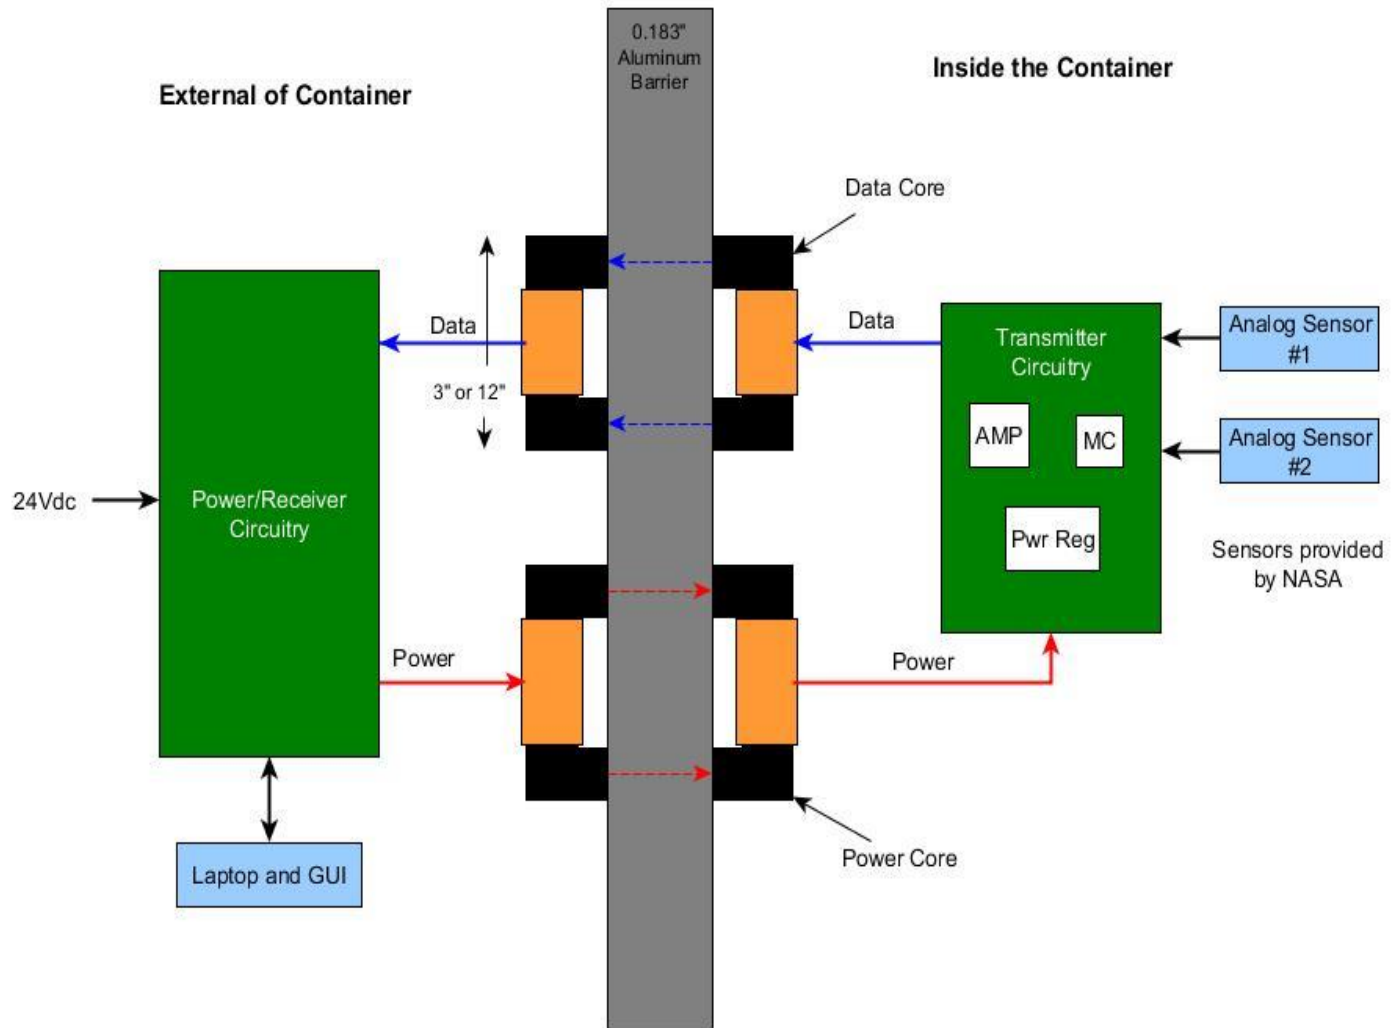 0.183"
Aluminum
Barrier
External of Container
Inside the Container
Data Core
Data
3" or 12"
Data
Transmitter
Circuitry
AMP
MC
Pwr Reg
Analog Sensor
#1
Analog Sensor
#2
Sensors provided
by NASA
24Vdc
Power/Receiver
Circuitry
Power
Power
Power Core
Laptop and GUI